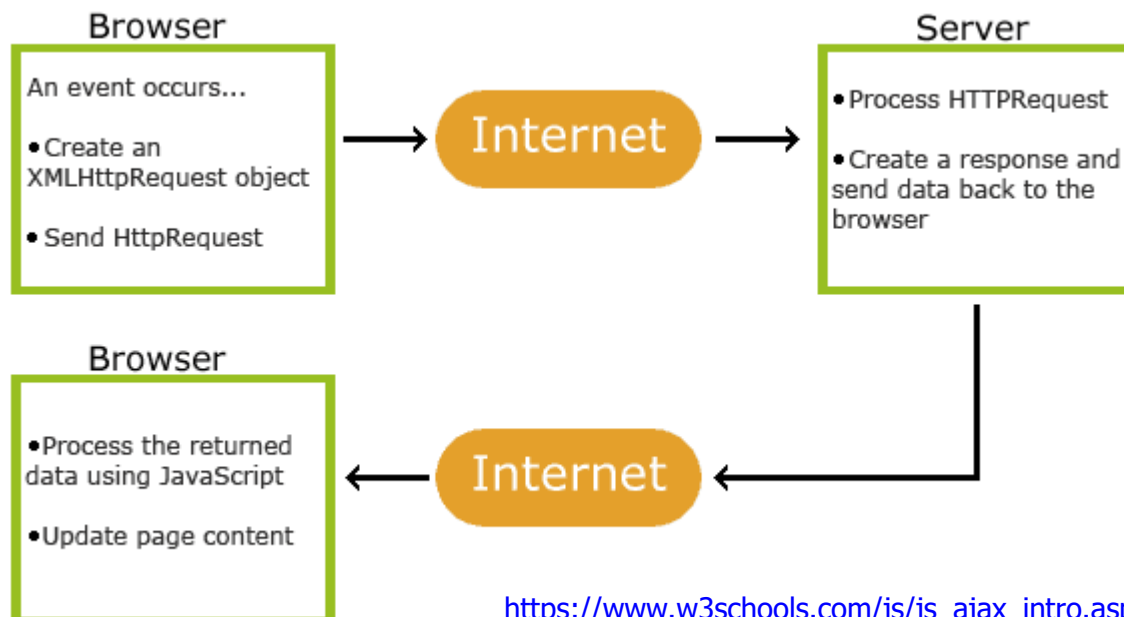 Browser
An event occurs...
•Create an
XMLHttpRequest object
• Send HttpRequest
Internet
Server
•Process HTTPRequest
•Create a response and
send data back to the
browser
Browser
•Process the returned
data using JavaScript
•Update page content
Internet
https://www.w3schools.com/js/js_ajax_intro.asp